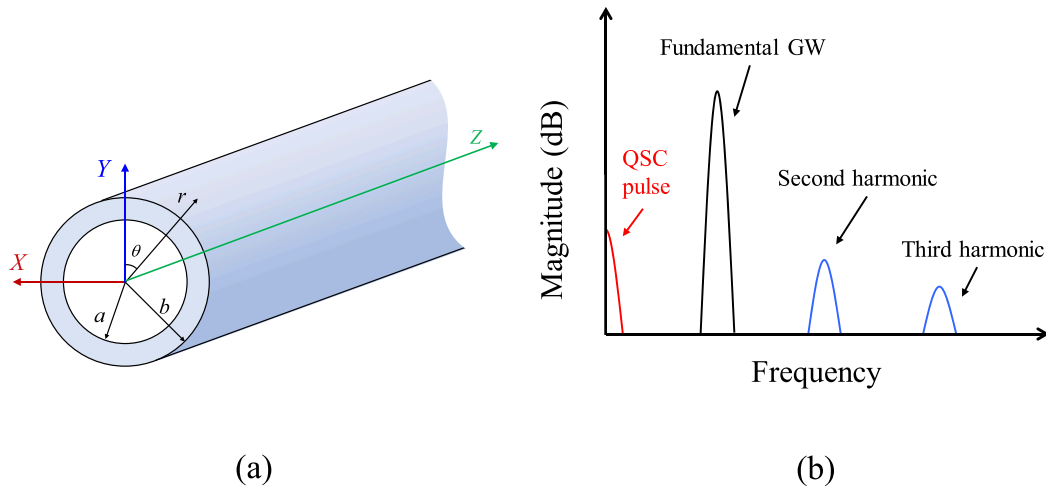 Y
r
Z
θ
X
a
b
(a)
Fundamental GW
QSC
pulse
Second harmonic
Third harmonic
Magnitude (dB)
Frequency
(b)